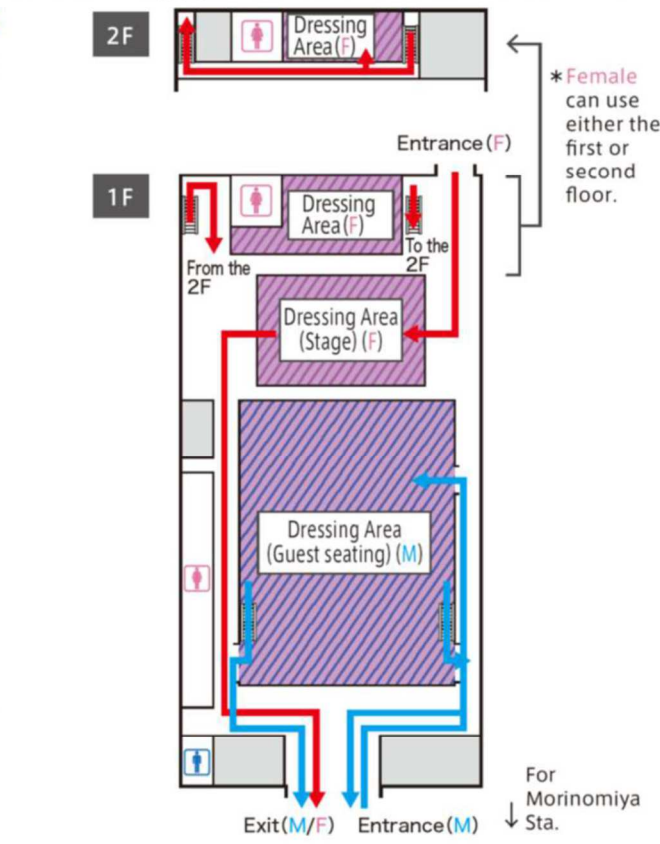 2F
Dressing
Area(F)
*Female
can use
either the
first or
second
floor.
Entrance(F)
1F
Dressing
Area(F)
From the
2F
To the
2F
Dressing Area
(Stage) (F)
Dressing Area
(Guest seating) (M)
Exit(M/F)
Entrance(M)
For
Morinomiya
Sta.